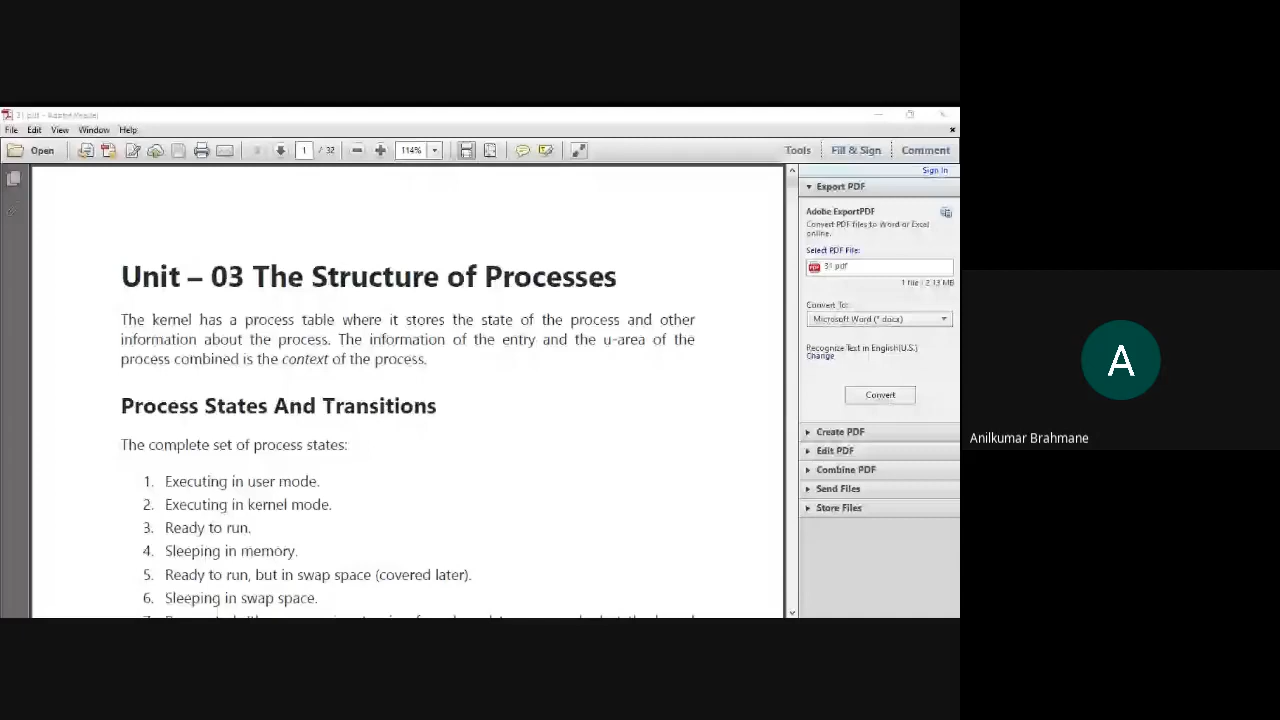 31.pdf - Adobe Reader
File Edit View Window Help
Open 1 / 32 114% Tools Fill & Sign Comment
Sign In
Export PDF
Adobe ExportPDF
Convert PDF files to Word or Excel
online.
Select PDF File:
31.pdf
1 file / 2.13 MB
Convert To:
Microsoft Word (*.docx)
Recognize Text in English(U.S.)
Change
Convert
Create PDF
Edit PDF
Combine PDF
Send Files
Store Files
Unit – 03 The Structure of Processes
The kernel has a process table where it stores the state of the process and other
information about the process. The information of the entry and the u-area of the
process combined is the context of the process.
Process States And Transitions
The complete set of process states:
1. Executing in user mode.
2. Executing in kernel mode.
3. Ready to run.
4. Sleeping in memory.
5. Ready to run, but in swap space (covered later).
6. Sleeping in swap space.
A
Anilkumar Brahmane